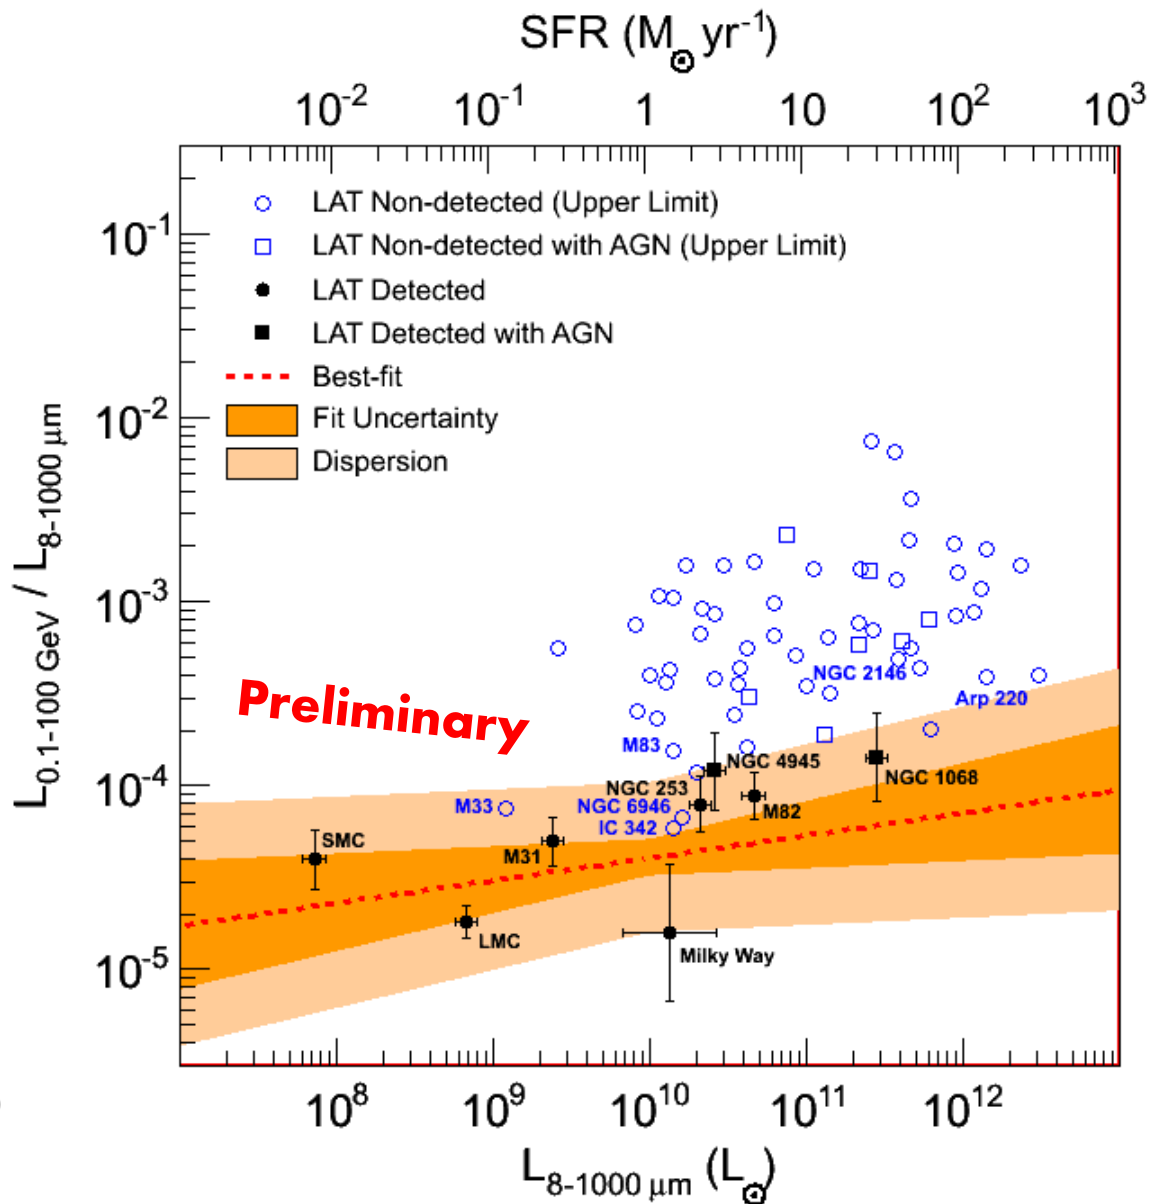 SFR (M⊙ yr⁻¹)
10⁻² 10⁻¹ 1 10 10² 10³
LAT Non-detected (Upper Limit)
LAT Non-detected with AGN (Upper Limit)
LAT Detected
LAT Detected with AGN
Best-fit
Fit Uncertainty
Dispersion
10⁻¹
10⁻²
10⁻³
10⁻⁴
10⁻⁵
L0.1-100 GeV / L8-1000 μm
Preliminary
NGC 2146
Arp 220
M83
NGC 4945
NGC 1068
NGC 253
M33
NGC 6946
M82
IC 342
SMC
M31
LMC
Milky Way
10⁸ 10⁹ 10¹⁰ 10¹¹ 10¹²
L8-1000 μm (L⊙)